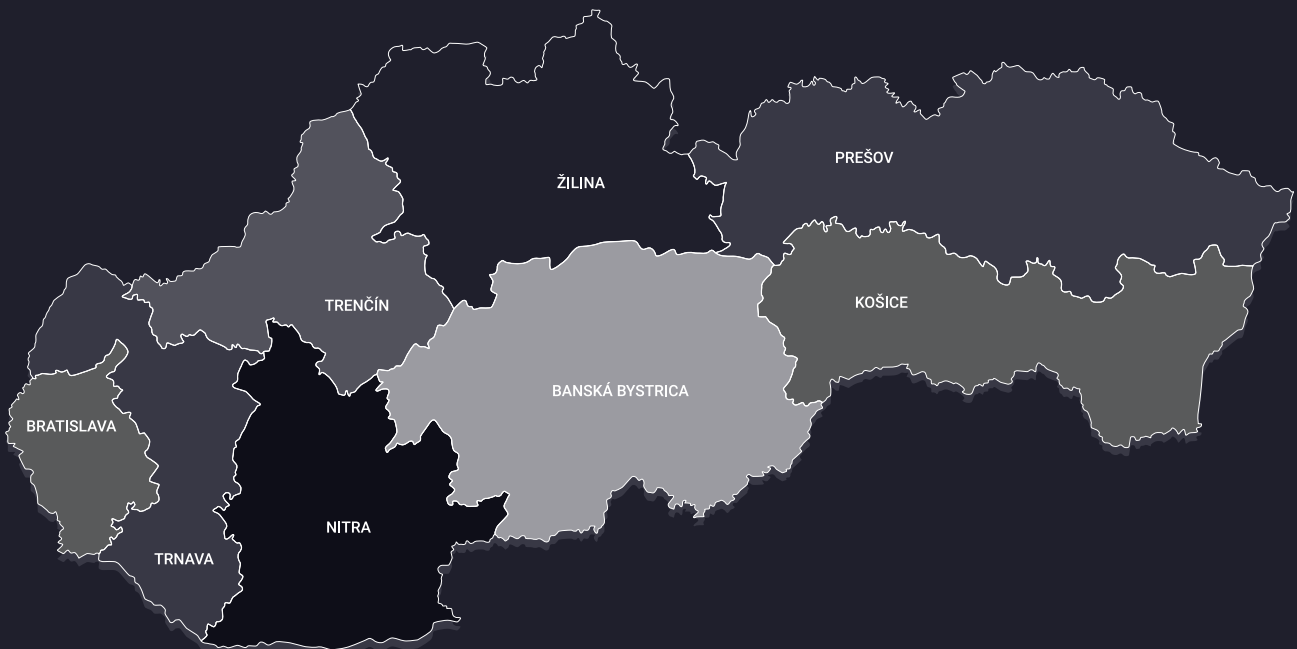 PREŠOV
ŽILINA
KOŠICE
TRENČÍN
BANSKÁ BYSTRICA
BRATISLAVA
NITRA
TRNAVA